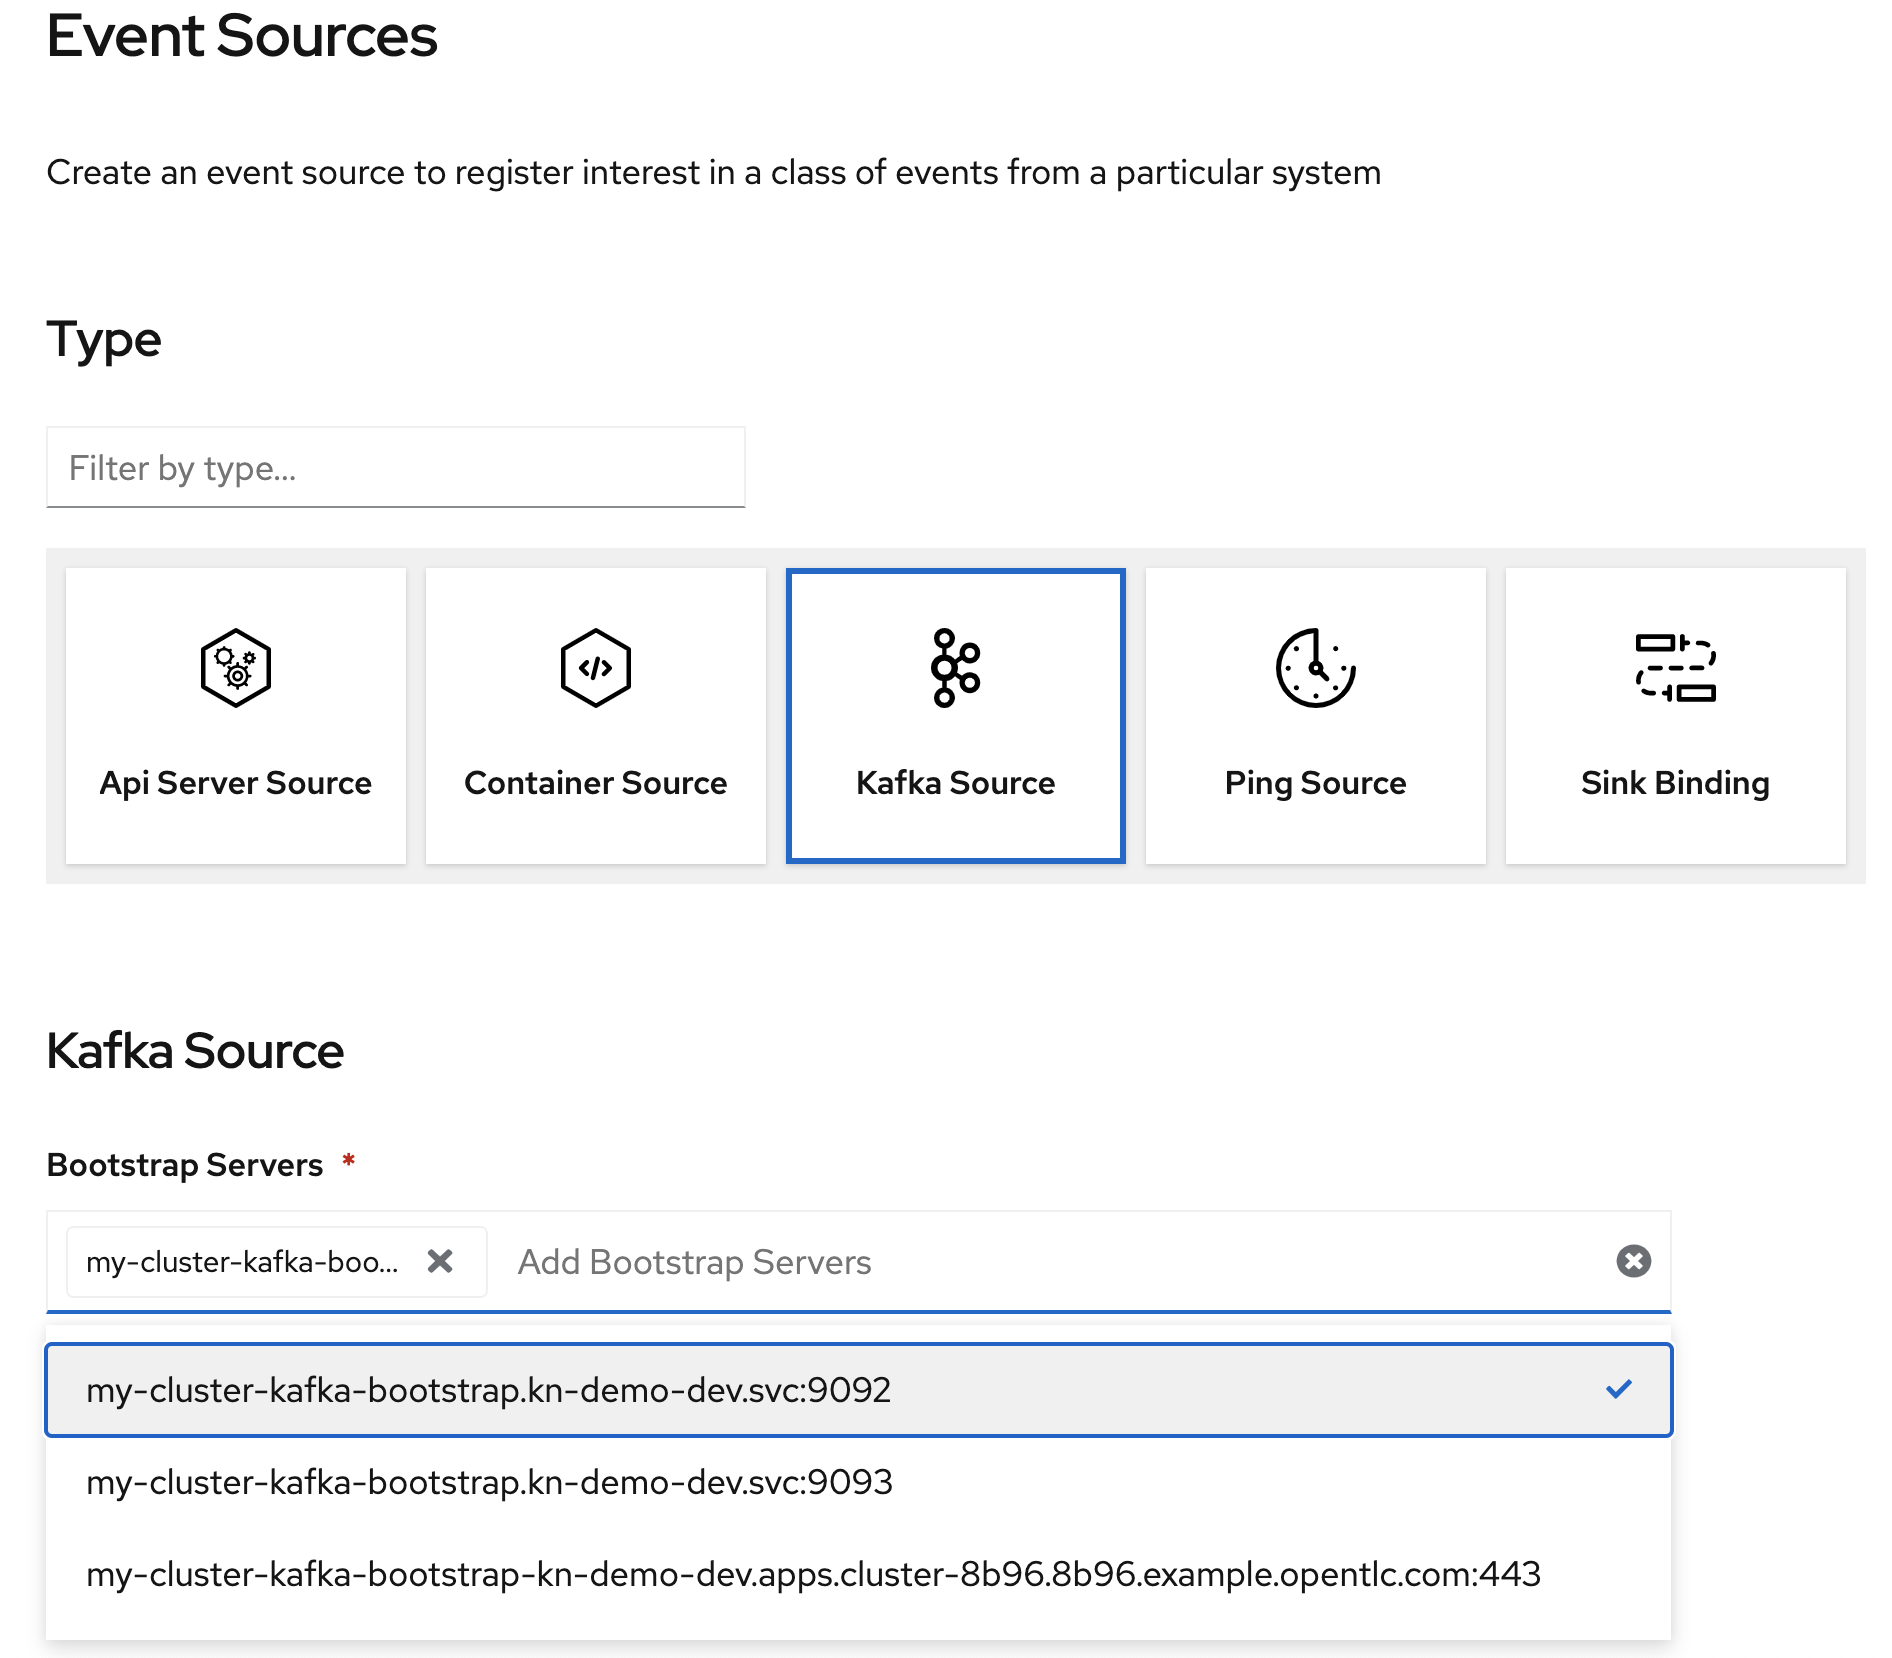 Event Sources
Create an event source to register interest in a class of events from a particular system
Type
Filter by type...
Api Server Source
Container Source
Kafka Source
Ping Source
Sink Binding
Kafka Source
Bootstrap Servers *
my-cluster-kafka-boo... Add Bootstrap Servers
my-cluster-kafka-bootstrap.kn-demo-dev.svc:9092
my-cluster-kafka-bootstrap.kn-demo-dev.svc:9093
my-cluster-kafka-bootstrap-kn-demo-dev.apps.cluster-8b96.8b96.example.opentlc.com:443